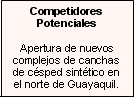 Competidores
Potenciales
Apertura de nuevos
complejos de canchas
de césped sintético en
el norte de Guayaquil.